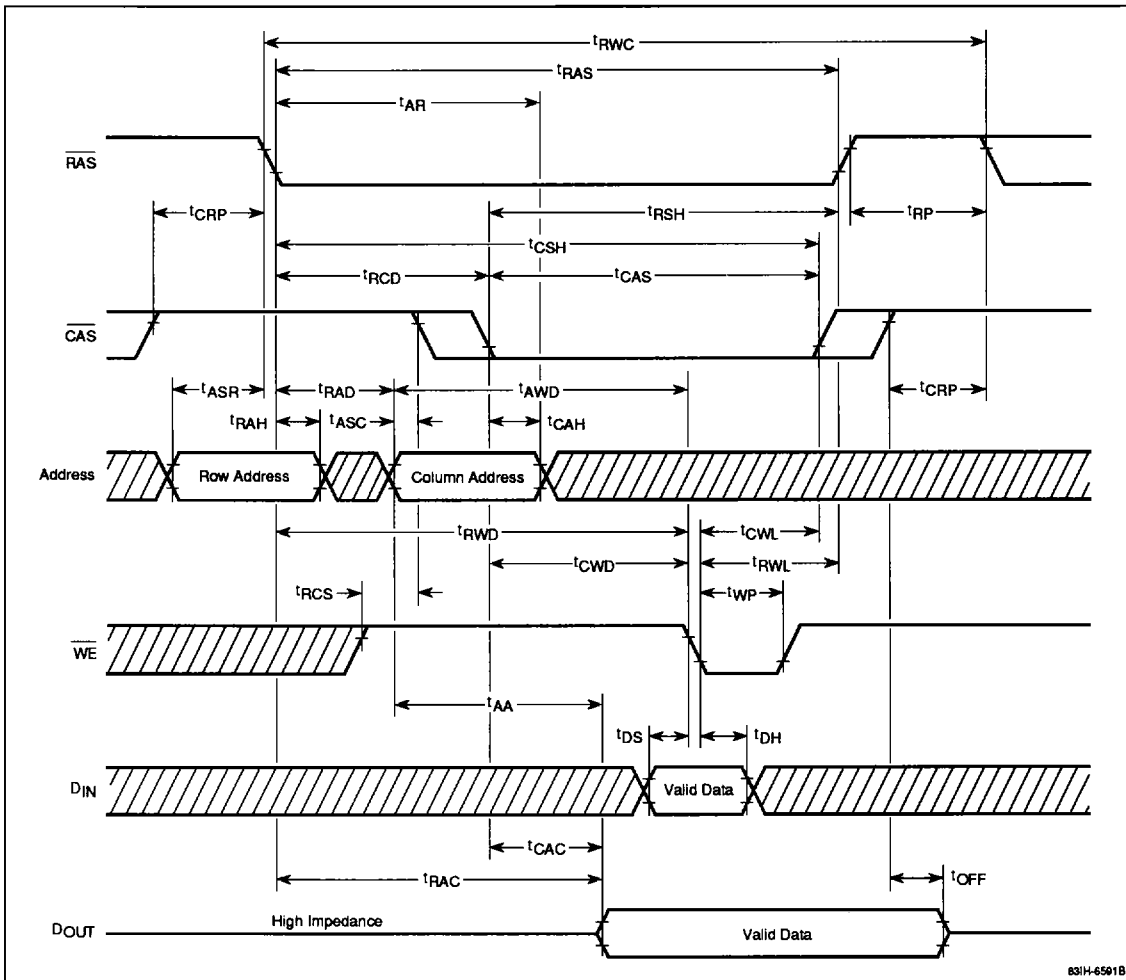 tRWC
tRAS
tAR
RAS
tCRP
tRSH
tRP
tCSH
tRCD
tCAS
CAS
tASR
tRAD
tAWD
tCRP
tRAH
tASC
tCAH
Address
Row Address
Column Address
tRWD
tCWL
tCWD
tRWL
tRCS
tWP
WE
tAA
tDS
tDH
DIN
Valid Data
tCAC
tRAC
tOFF
High Impedance
DOUT
Valid Data
83IH-6591B